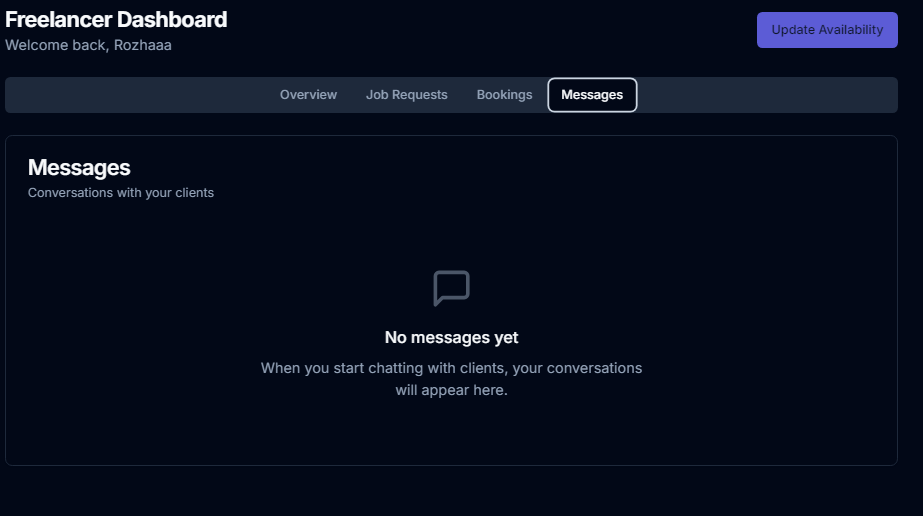 Freelancer Dashboard
Welcome back, Rozhaaa
Update Availability
Overview
Job Requests
Bookings
Messages
Messages
Conversations with your clients
No messages yet
When you start chatting with clients, your conversations
will appear here.